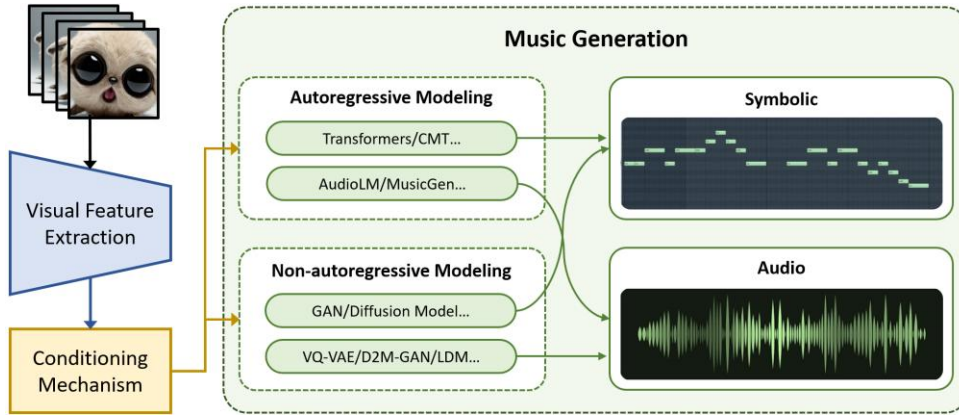 Music Generation
Autoregressive Modeling
Transformers/CMT...
AudioLM/MusicGen...
Symbolic
Visual Feature
Extraction
Non-autoregressive Modeling
GAN/Diffusion Model...
VQ-VAE/D2M-GAN/LDM...
Audio
Conditioning
Mechanism